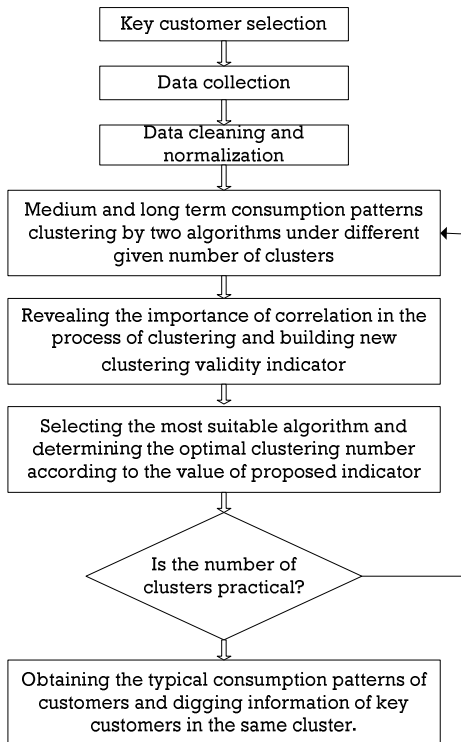 Key customer selection
Data collection
Data cleaning and
normalization
Medium and long term consumption patterns
clustering by two algorithms under different
given number of clusters
Revealing the importance of correlation in the
process of clustering and building new
clustering validity indicator
Selecting the most suitable algorithm and
determining the optimal clustering number
according to the value of proposed indicator
Is the number of
clusters practical?
Obtaining the typical consumption patterns of
customers and digging information of key
customers in the same cluster.